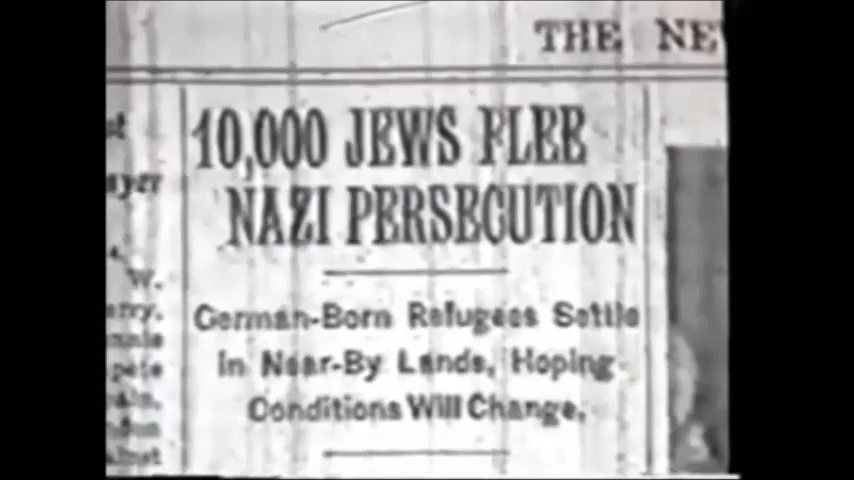 THE NE
10,000 JEWS FLEE
NAZI PERSECUTION
German-Born Refugees Settle
in Near-By Lands, Hoping
Conditions Will Change.
W.